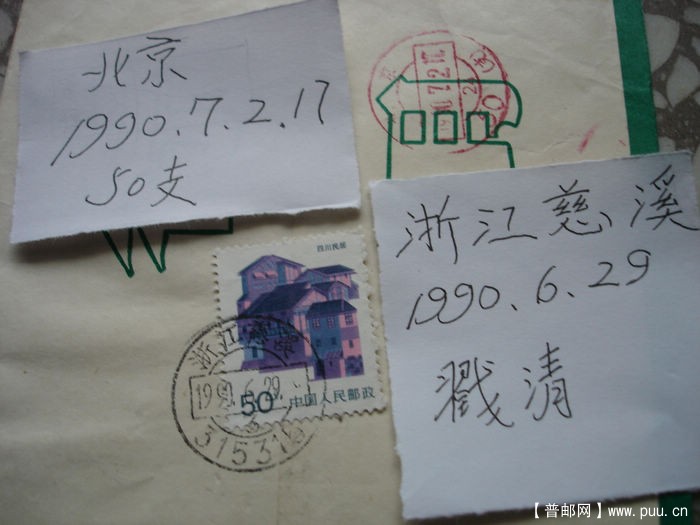 北京
1990.7.2.17
50支
浙江慈溪
1990.6.29
戳清
四川民居
50
中国人民邮政
浙江
1990.6.29
【普邮网】www.puu.cn